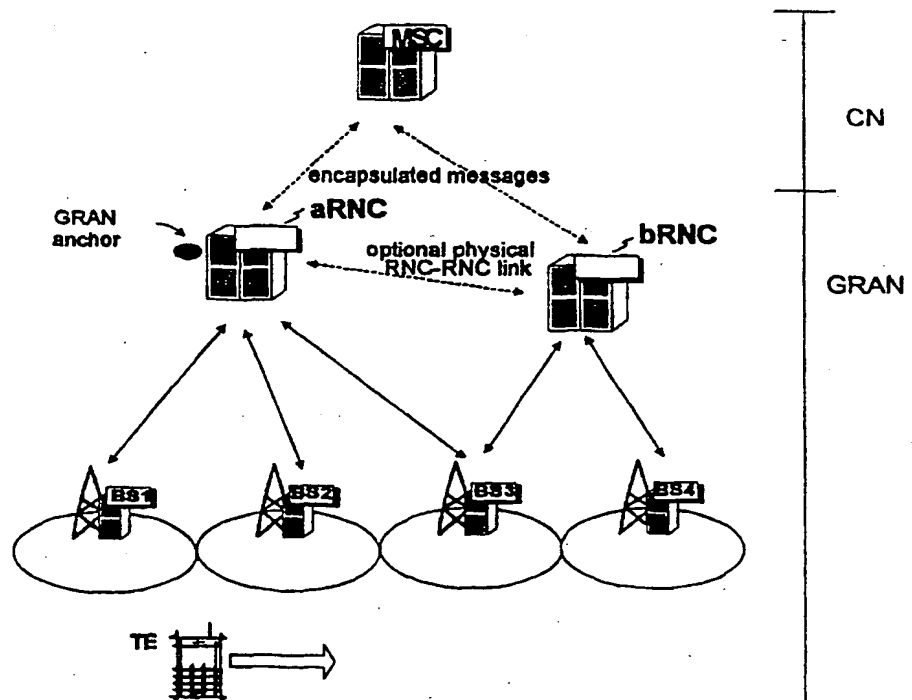 MSC
CN
encapsulated messages
GRAN
anchor
aRNC
optional physical
RNC-RNC link
bRNC
GRAN
BS1
BS2
BS3
BS4
TE